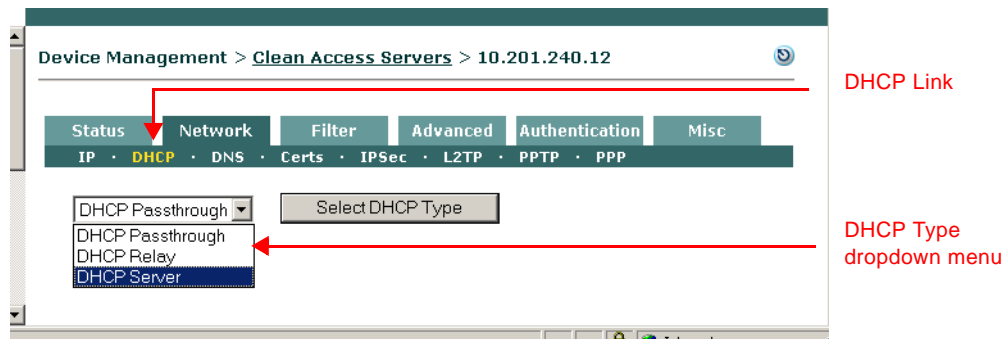 Device Management > Clean Access Servers > 10.201.240.12
DHCP Link
Status Network Filter Advanced Authentication Misc
IP · DHCP · DNS · Certs · IPSec · L2TP · PPTP · PPP
DHCP Passthrough Select DHCP Type
DHCP Passthrough
DHCP Relay
DHCP Server
DHCP Type
dropdown menu